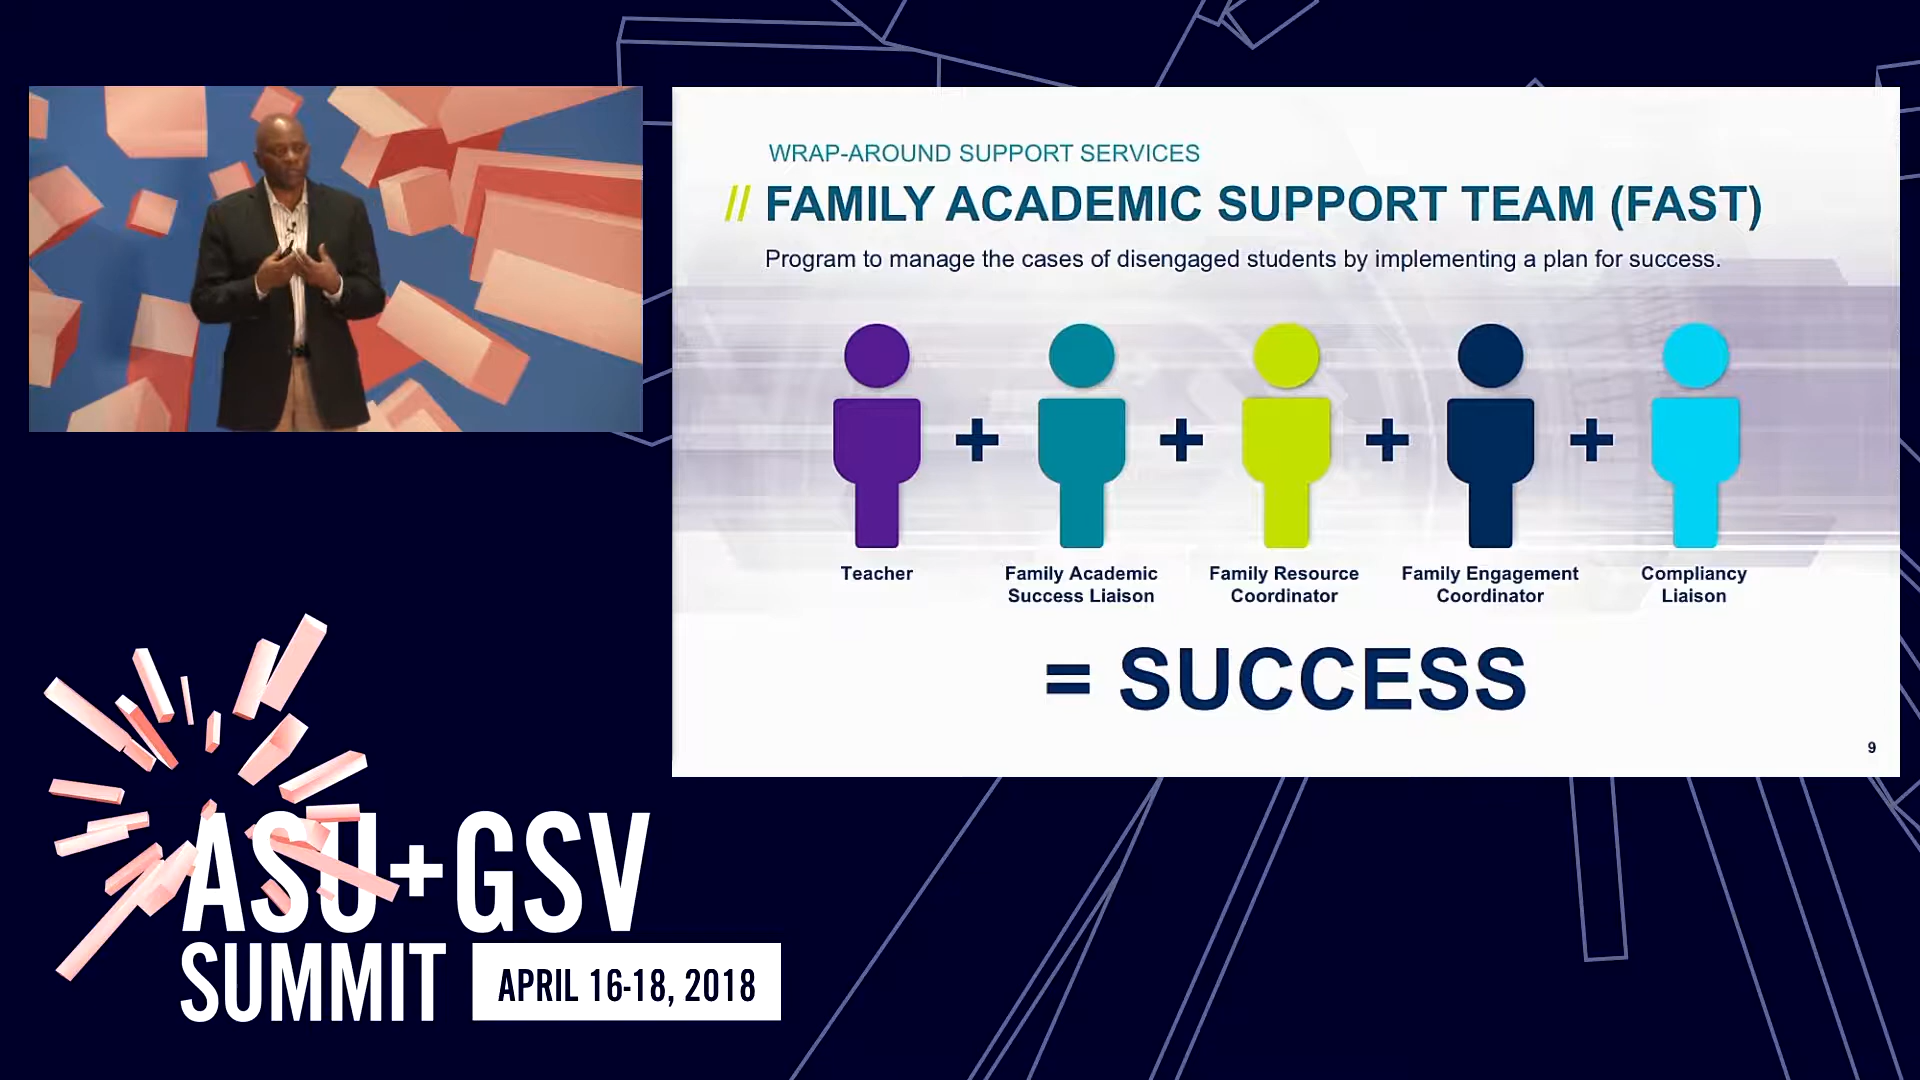 WRAP-AROUND SUPPORT SERVICES
// FAMILY ACADEMIC SUPPORT TEAM (FAST)
Program to manage the cases of disengaged students by implementing a plan for success.
+ + + +
Teacher
Family Academic
Success Liaison
Family Resource
Coordinator
Family Engagement
Coordinator
Compliancy
Liaison
= SUCCESS
9
ASU+GSV
SUMMIT
APRIL 16-18, 2018